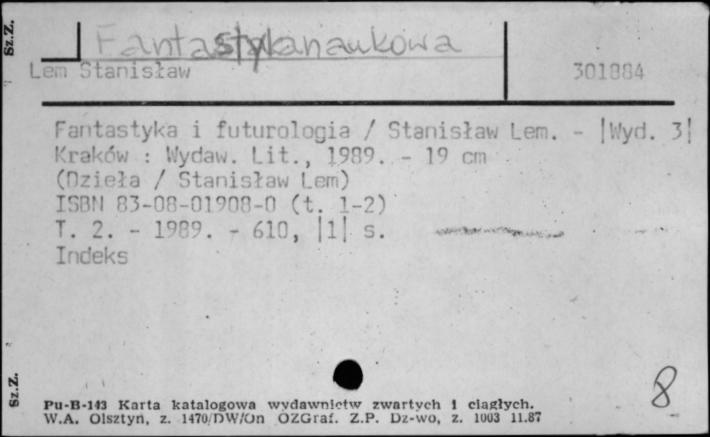 Sz.Z.
Fantastyka naukowa
Lem Stanisław
301884
Fantastyka i futurologia / Stanisław Lem. - |Wyd. 3|
Kraków : Wydaw. Lit., 1989. - 19 cm
(Dzieła / Stanisław Lem)
ISBN 83-08-01908-0 (t. 1-2)
T. 2. - 1989. - 610, |1| s.
Indeks
Sz.Z.
8
Pu-B-143 Karta katalogowa wydawnictw zwartych i ciągłych.
W.A. Olsztyn, z. 1470/DW/On OZGraf. Z.P. Dz-wo, z. 1003 11.87